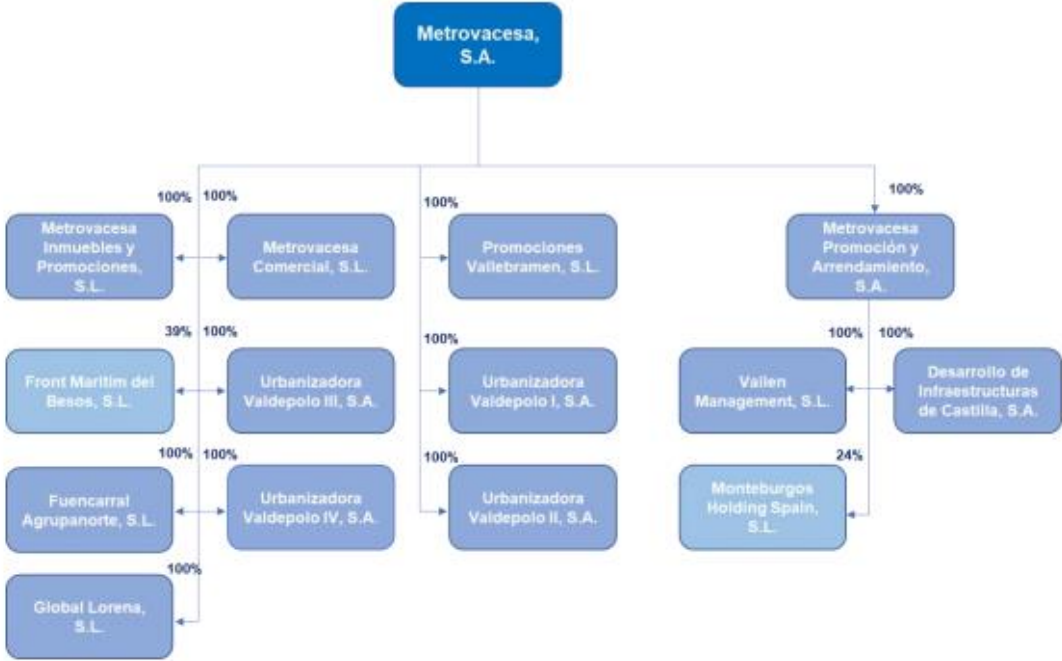 Metrovacesa,
S.A.
100%
100%
100%
100%
Metrovacesa
Inmuebles y
Promociones,
S.L.
Metrovacesa
Comercial, S.L.
Promociones
Vallebramen, S.L.
Metrovacesa
Promoción y
Arrendamiento,
S.A.
39%
100%
100%
100%
100%
Front Maritim del
Besos, S.L.
Urbanizadora
Valdepolo III, S.A.
Urbanizadora
Valdepolo I, S.A.
Vailen
Management, S.L.
Desarrollo de
Infraestructuras
de Castilla, S.A.
100%
100%
100%
24%
Fuencarral
Agrupanorte, S.L.
Urbanizadora
Valdepolo IV, S.A.
Urbanizadora
Valdepolo II, S.A.
Monteburgos
Holding Spain,
S.L.
100%
Global Lorena,
S.L.